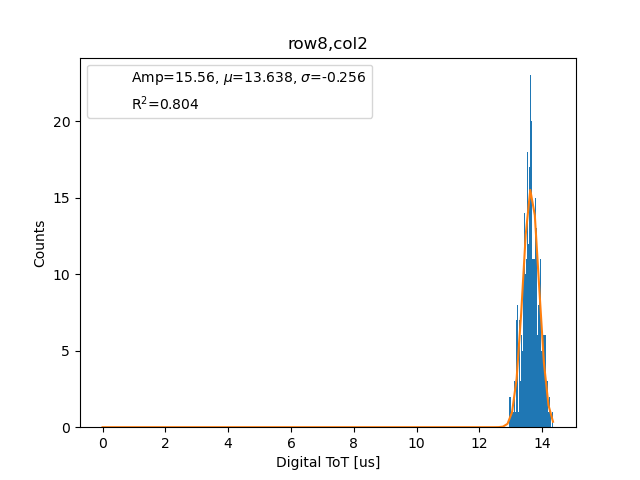 row8,col2
Amp=15.56, μ=13.638, σ=-0.256
R²=0.804
Counts
20
15
10
5
0
0 2 4 6 8 10 12 14
Digital ToT [us]